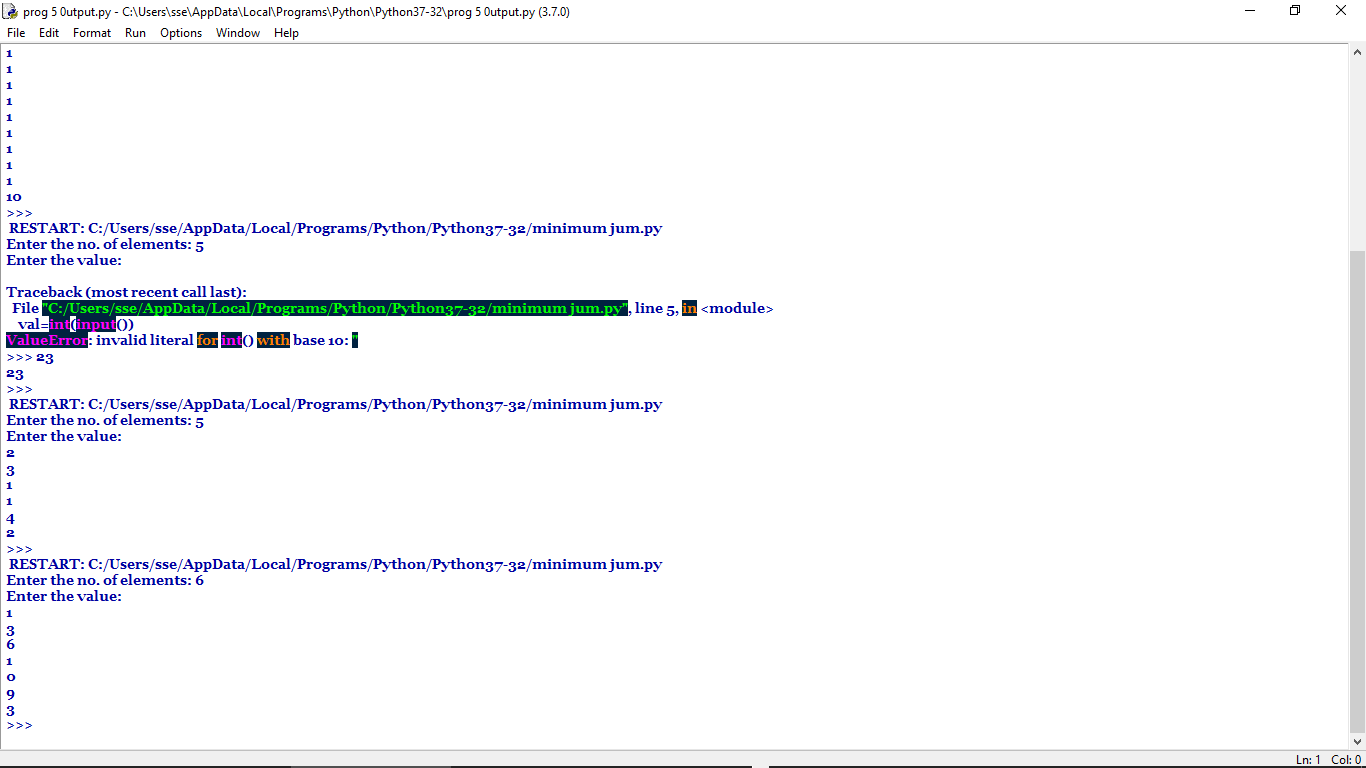 prog 5 0utput.py - C:\Users\sse\AppData\Local\Programs\Python\Python37-32\prog 5 0utput.py (3.7.0)
File Edit Format Run Options Window Help
1
1
1
1
1
1
1
1
1
10
>>>
RESTART: C:/Users/sse/AppData/Local/Programs/Python/Python37-32/minimum jum.py
Enter the no. of elements: 5
Enter the value:
Traceback (most recent call last):
File "C:/Users/sse/AppData/Local/Programs/Python/Python37-32/minimum jum.py", line 5, in <module>
val=int(input())
ValueError: invalid literal for int() with base 10: ''
>>> 23
23
>>>
RESTART: C:/Users/sse/AppData/Local/Programs/Python/Python37-32/minimum jum.py
Enter the no. of elements: 5
Enter the value:
2
3
1
1
4
2
>>>
RESTART: C:/Users/sse/AppData/Local/Programs/Python/Python37-32/minimum jum.py
Enter the no. of elements: 6
Enter the value:
1
3
6
1
0
9
3
>>>
Ln: 1 Col: 0